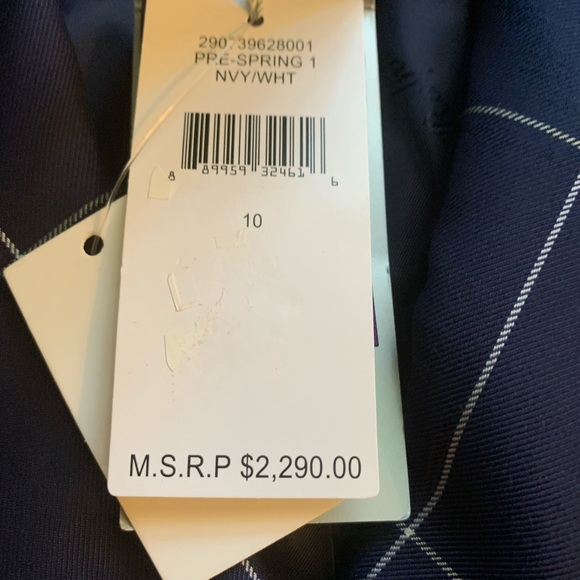 290739628001
PRE-SPRING 1
NVY/WHT
8 89959 32461 6
10
M.S.R.P $2,290.00